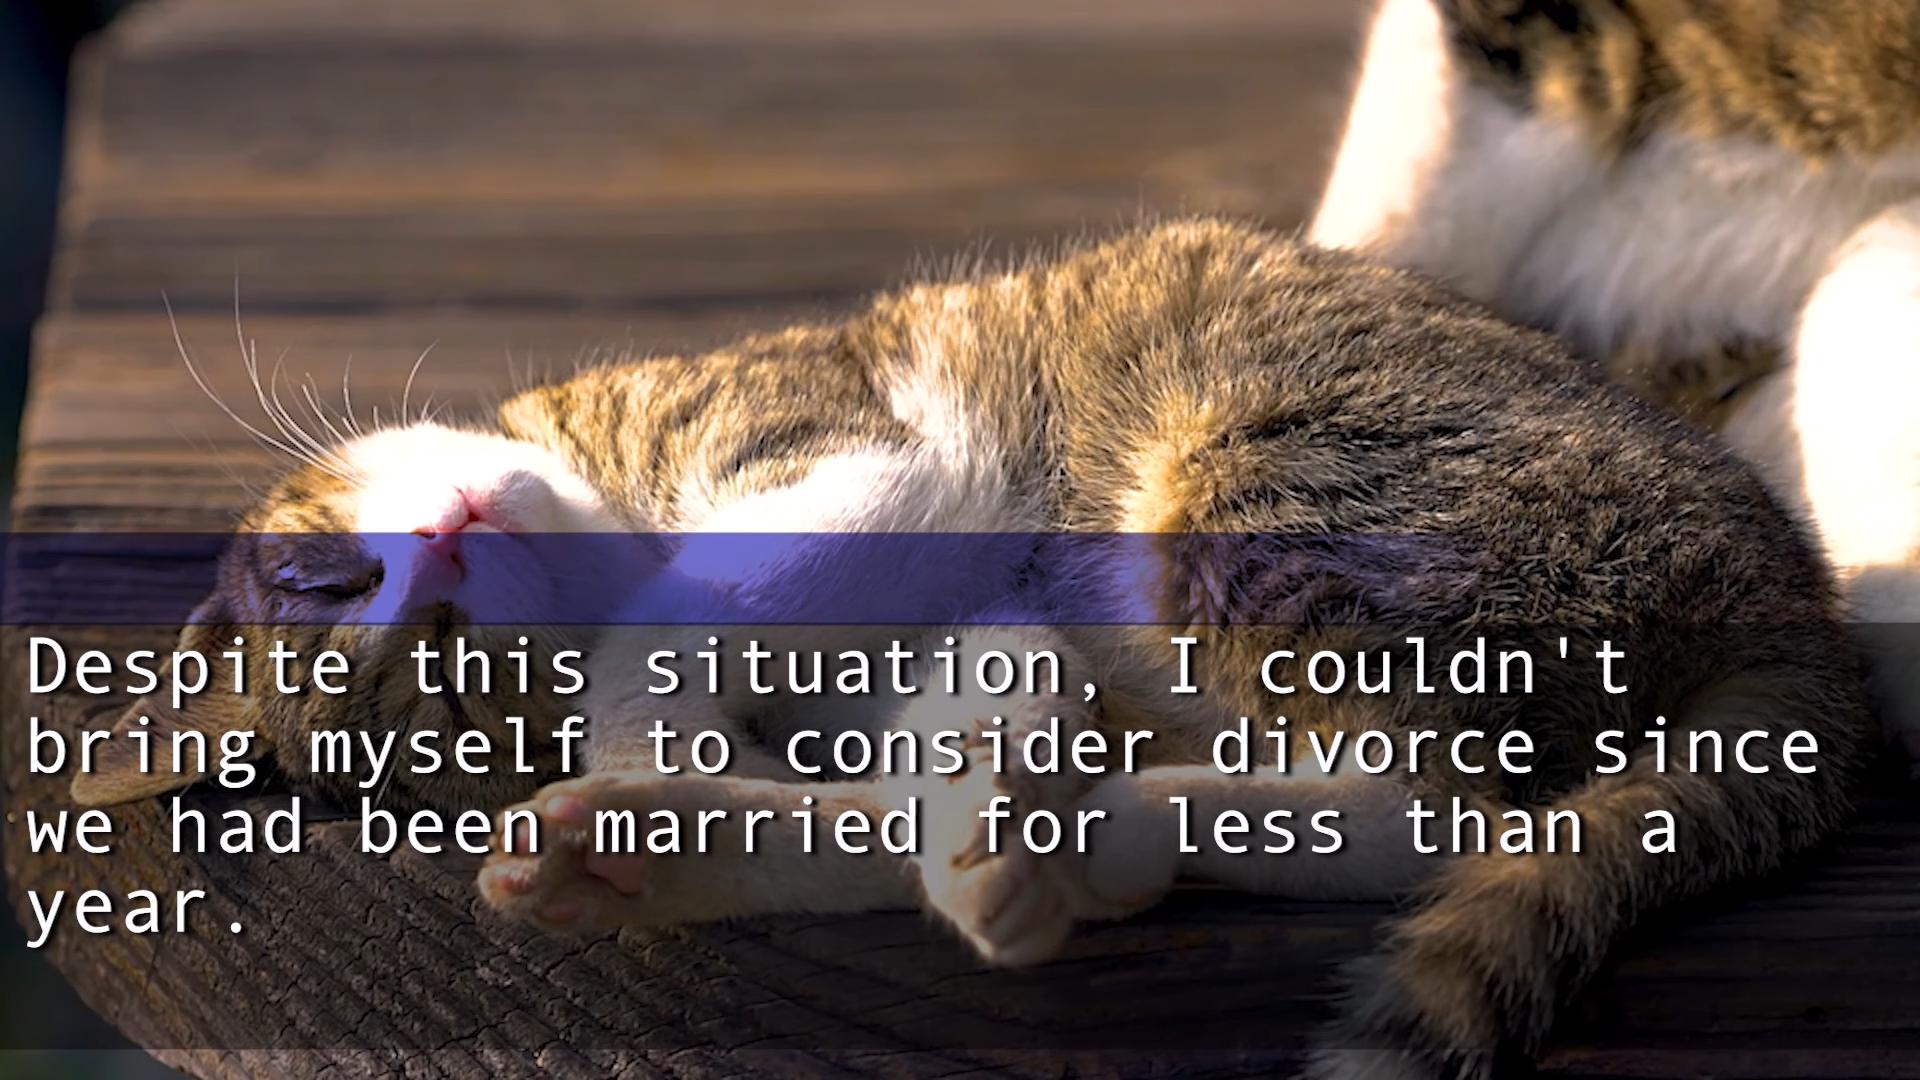 Despite this situation, I couldn't
bring myself to consider divorce since
we had been married for less than a
year.